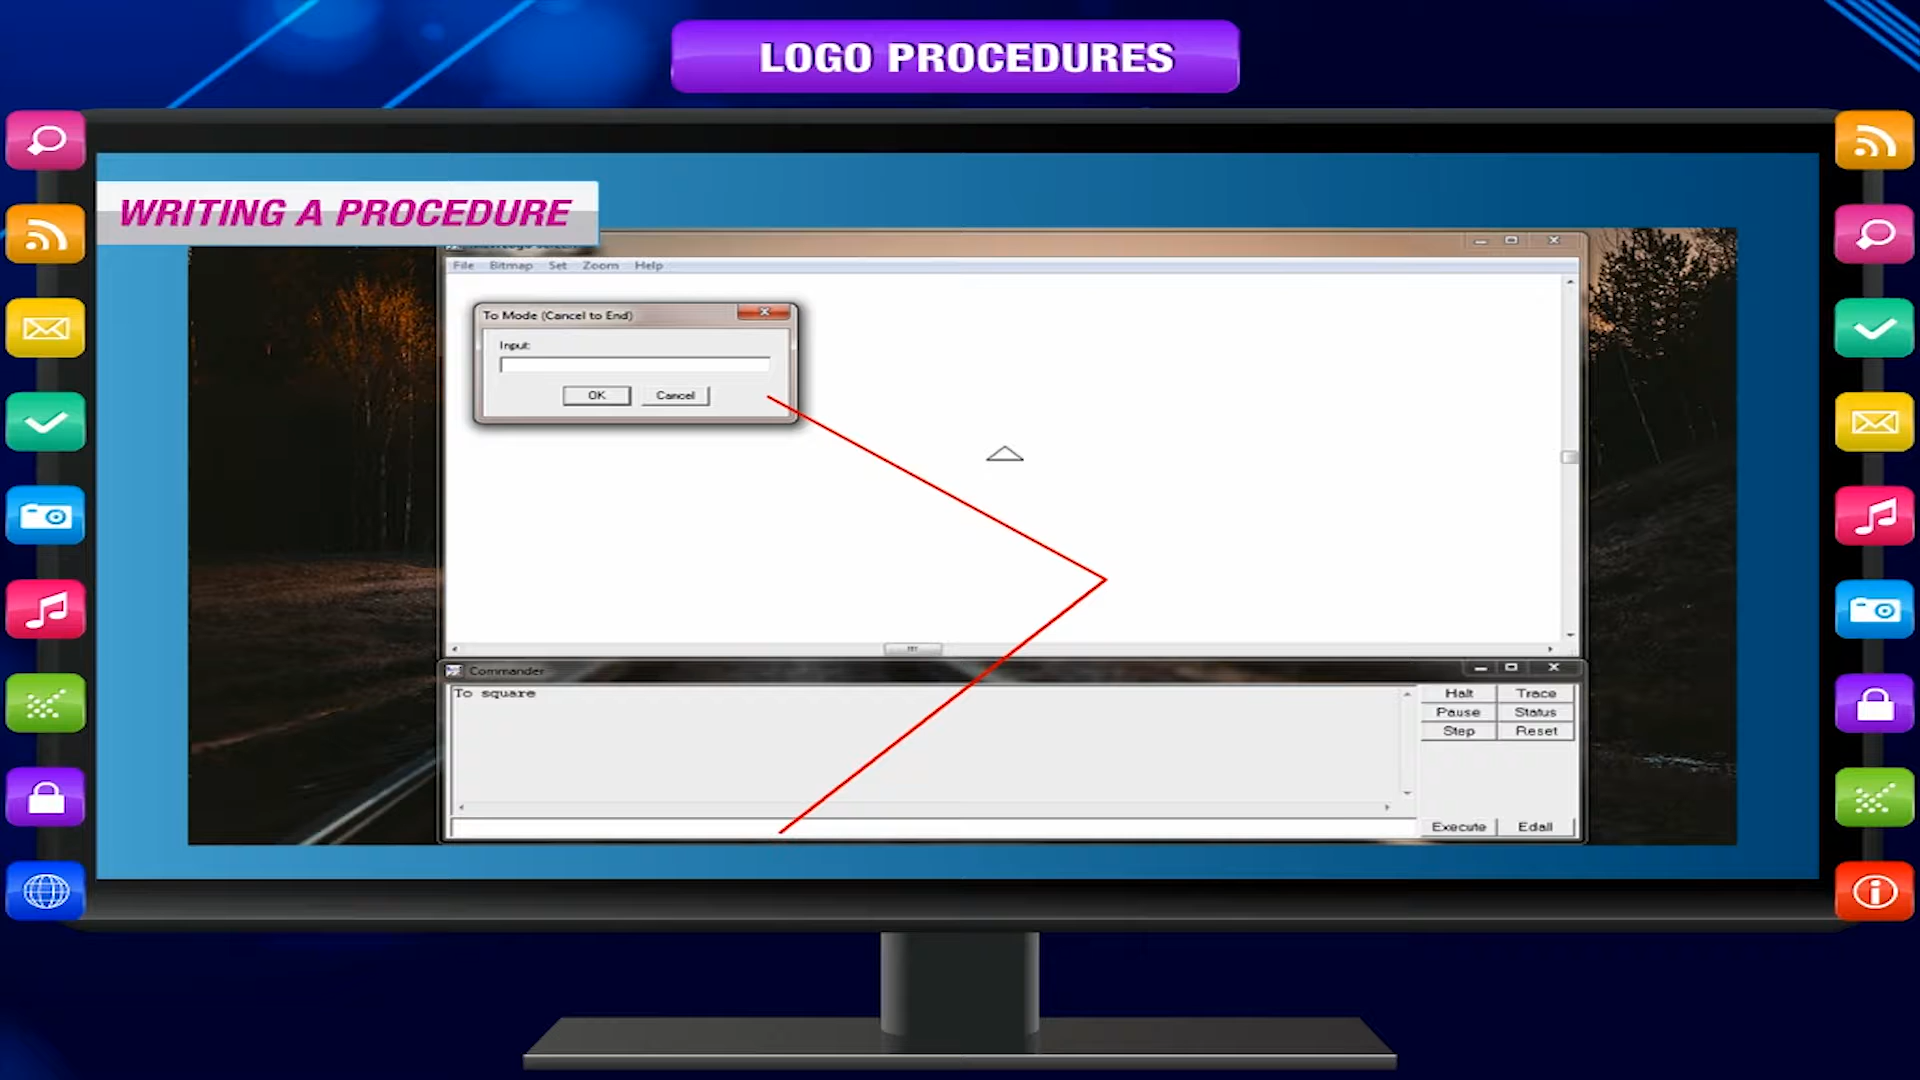 LOGO PROCEDURES
WRITING A PROCEDURE
File Bitmap Set Zoom Help
To Mode (Cancel to End)
Input:
OK Cancel
Commander
To square
Halt Trace
Pause Status
Step Reset
Execute Edall